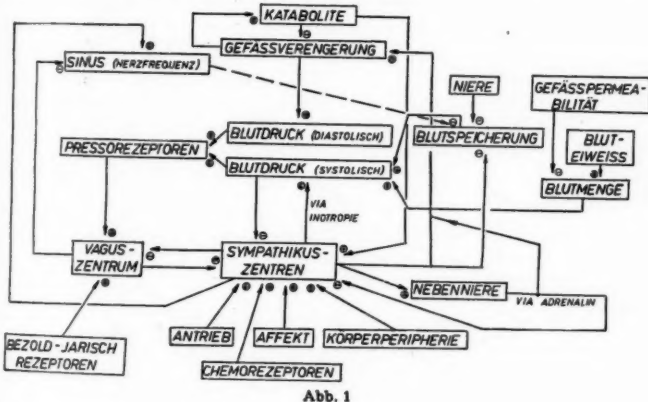 KATABOLITE
GEFÄSSVERENGERUNG
SINUS (HERZFREQUENZ)
NIERE
GEFÄSSPERMEA-
BILITÄT
BLUTDRUCK (DIASTOLISCH)
BLUTSPEICHERUNG
BLUT-
EIWEISS
PRESSOREZEPTOREN
BLUTDRUCK (SYSTOLISCH)
BLUTMENGE
VIA
INOTROPIE
VAGUS-
ZENTRUM
SYMPATHIKUS-
ZENTREN
NEBENNIERE
VIA ADRENALIN
BEZOLD-JARISCH
REZEPTOREN
ANTRIEB
AFFEKT
KÖRPERPERIPHERIE
CHEMOREZEPTOREN
Abb. 1